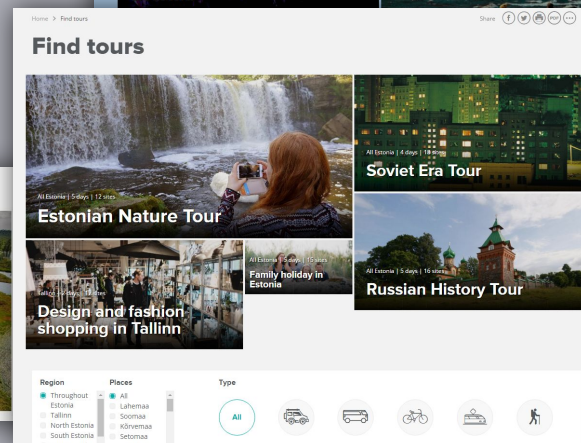 Home > Find tours
Share
PDF
Find tours
All Estonia | 5 days | 12 sites
Estonian Nature Tour
All Estonia | 4 days | 18 sites
Soviet Era Tour
All Estonia | 5 days | 15 sites
Family holiday in
Estonia
All Estonia | 5 days | 16 sites
Russian History Tour
Design and fashion
shopping in Tallinn
Region
Throughout
Estonia
Tallinn
North Estonia
South Estonia
Places
All
Lahemaa
Soomaa
Kõrvemaa
Setomaa
Type
All